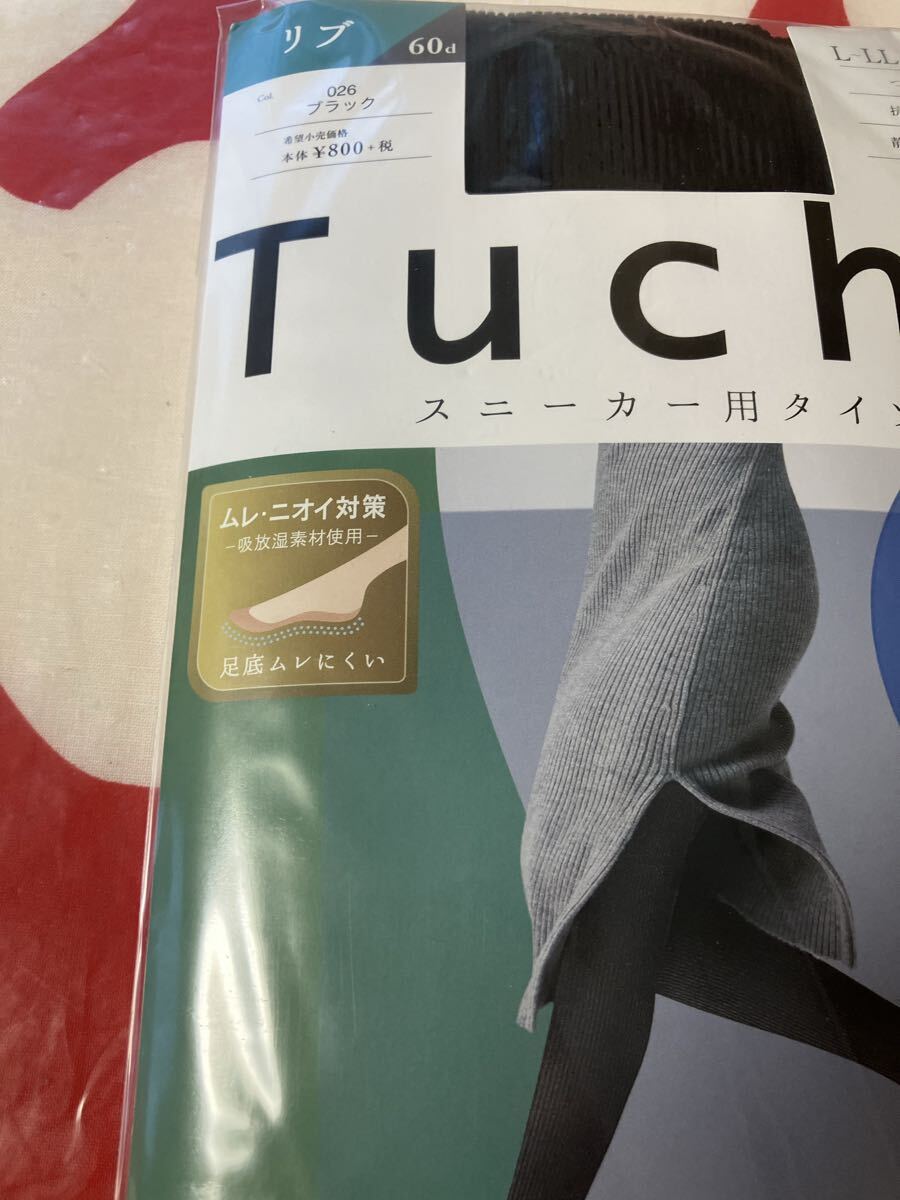 リブ
60d
Col. 026
ブラック
希望小売価格
本体 ¥800+税
L~LL
Tuch
スニーカー用タイツ
ムレ・ニオイ対策
−吸放湿素材使用−
足底ムレにくい